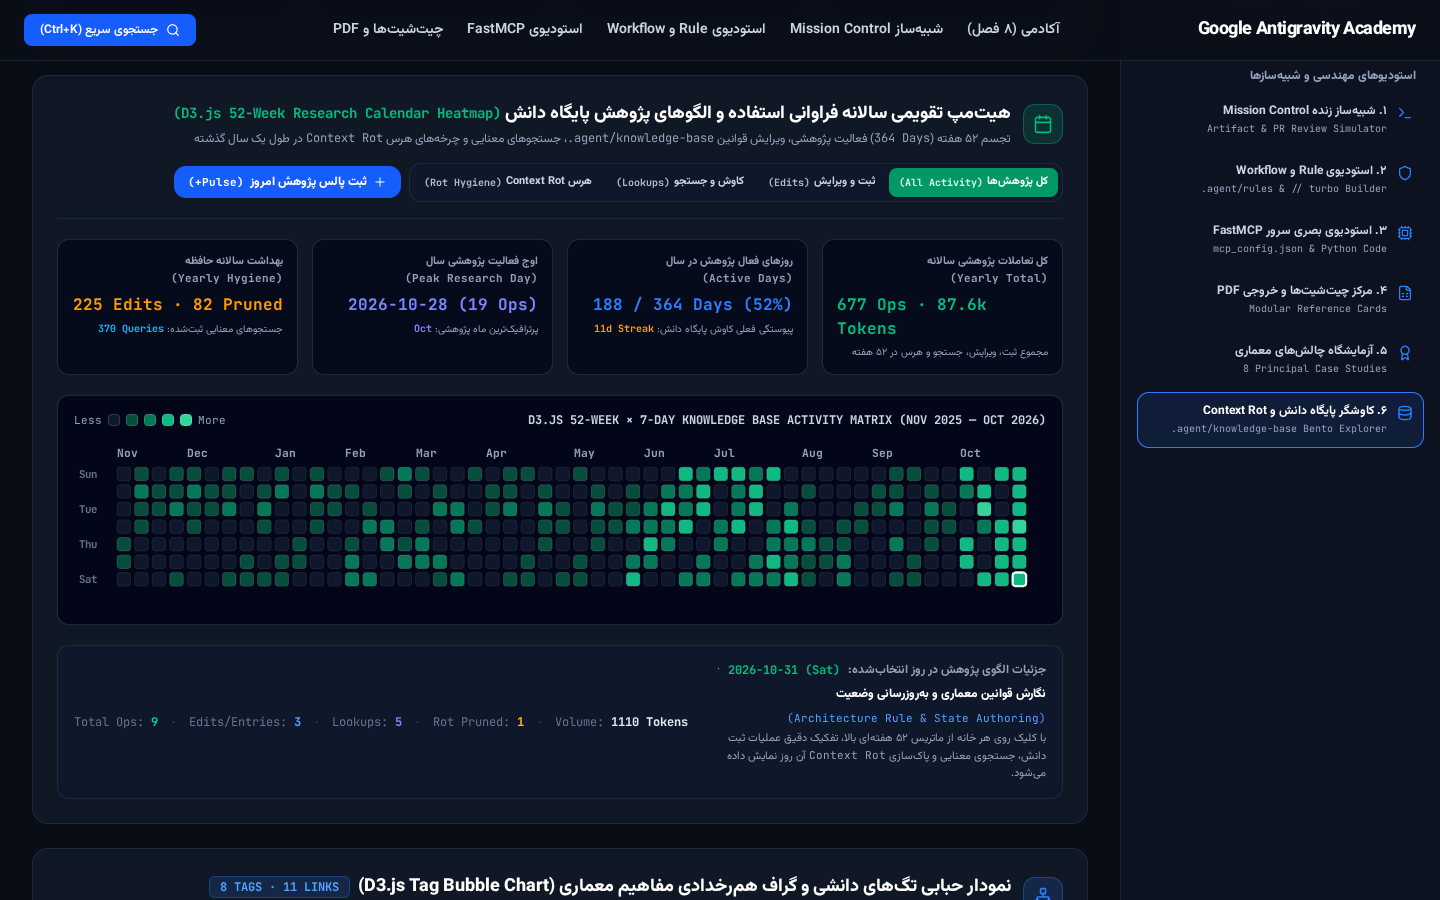 Google Antigravity Academy
آکادمی (۸ فصل)
شبیه‌ساز Mission Control
استودیوی Rule و Workflow
استودیوی FastMCP
چیت‌شیت‌ها و PDF
جستجوی سریع (Ctrl+K)
استودیوهای مهندسی و شبیه‌سازها
۱. شبیه‌ساز زنده Mission Control
Artifact & PR Review Simulator
۲. استودیوی Rule و Workflow
.agent/rules & // turbo Builder
۳. استودیوی بصری سرور FastMCP
mcp_config.json & Python Code
۴. مرکز چیت‌شیت‌ها و خروجی PDF
Modular Reference Cards
۵. آزمایشگاه چالش‌های معماری
8 Principal Case Studies
۶. کاوشگر پایگاه دانش و Context Rot
.agent/knowledge-base Bento Explorer
هیت‌مپ تقویمی سالانه فراوانی استفاده و الگوهای پژوهش پایگاه دانش (D3.js 52-Week Research Calendar Heatmap)
تجسم ۵۲ هفته (364 Days) فعالیت پژوهشی، ویرایش قوانین .agent/knowledge-base، جستجوهای معنایی و چرخه‌های هرس Context Rot در طول یک سال گذشته
کل پژوهش‌ها (All Activity)
ثبت و ویرایش (Edits)
کاوش و جستجو (Lookups)
هرس Context Rot (Rot Hygiene)
ثبت پالس پژوهش امروز (+Pulse)
کل تعاملات پژوهشی سالانه
(Yearly Total)
677 Ops · 87.6k
Tokens
مجموع ثبت، ویرایش، جستجو و هرس در ۵۲ هفته
روزهای فعال پژوهش در سال
(Active Days)
188 / 364 Days (52%)
پیوستگی فعلی کاوش پایگاه دانش: 11d Streak
اوج فعالیت پژوهشی سال
(Peak Research Day)
2026-10-28 (19 Ops)
پرترافیک‌ترین ماه پژوهشی: Oct
بهداشت سالانه حافظه
(Yearly Hygiene)
225 Edits · 82 Pruned
جستجوهای معنایی ثبت‌شده: 370 Queries
D3.JS 52-WEEK × 7-DAY KNOWLEDGE BASE ACTIVITY MATRIX (NOV 2025 — OCT 2026)
Less More
Nov Dec Jan Feb Mar Apr May Jun Jul Aug Sep Oct
Sun
Tue
Thu
Sat
جزئیات الگوی پژوهش در روز انتخاب‌شده: 2026-10-31 (Sat) ·
نگارش قوانین معماری و به‌روزرسانی وضعیت
(Architecture Rule & State Authoring)
با کلیک روی هر خانه از ماتریس ۵۲ هفته‌ای بالا، تفکیک دقیق عملیات ثبت
دانش، جستجوی معنایی و پاک‌سازی Context Rot آن روز نمایش داده
می‌شود.
Total Ops: 9 · Edits/Entries: 3 · Lookups: 5 · Rot Pruned: 1 · Volume: 1110 Tokens
نمودار حبابی تگ‌های دانشی و گراف هم‌رخدادی مفاهیم معماری (D3.js Tag Bubble Chart)
8 TAGS · 11 LINKS